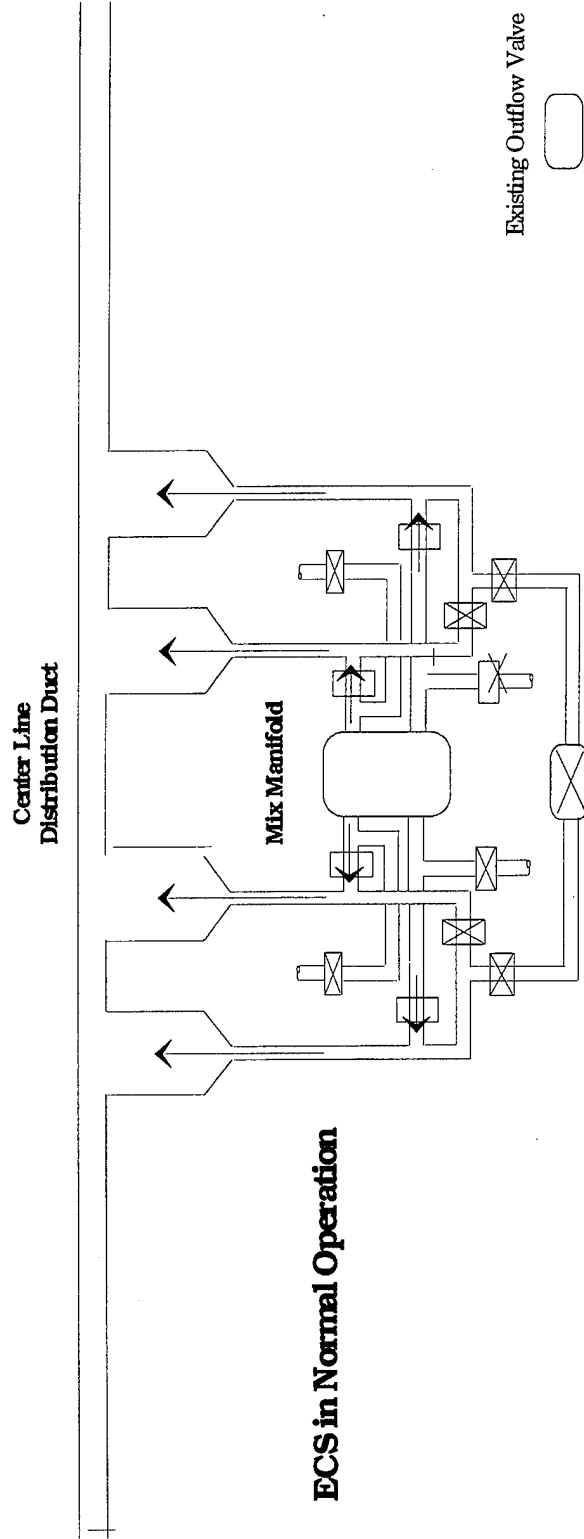 Center Line
Distribution Duct
Mix Manifold
Existing Outflow Valve
ECS in Normal Operation